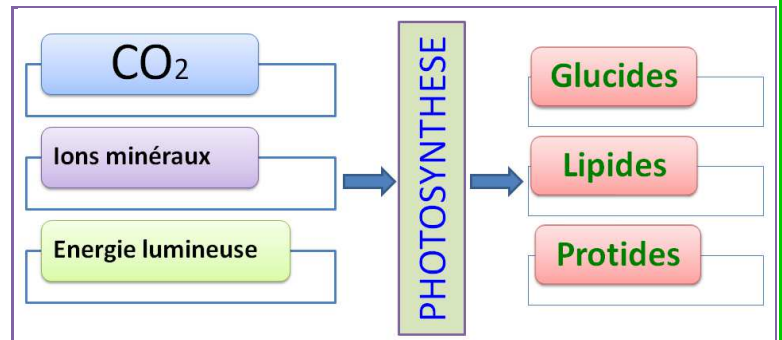 CO₂
Ions minéraux
Energie lumineuse
PHOTOSYNTHESE
Glucides
Lipides
Protides